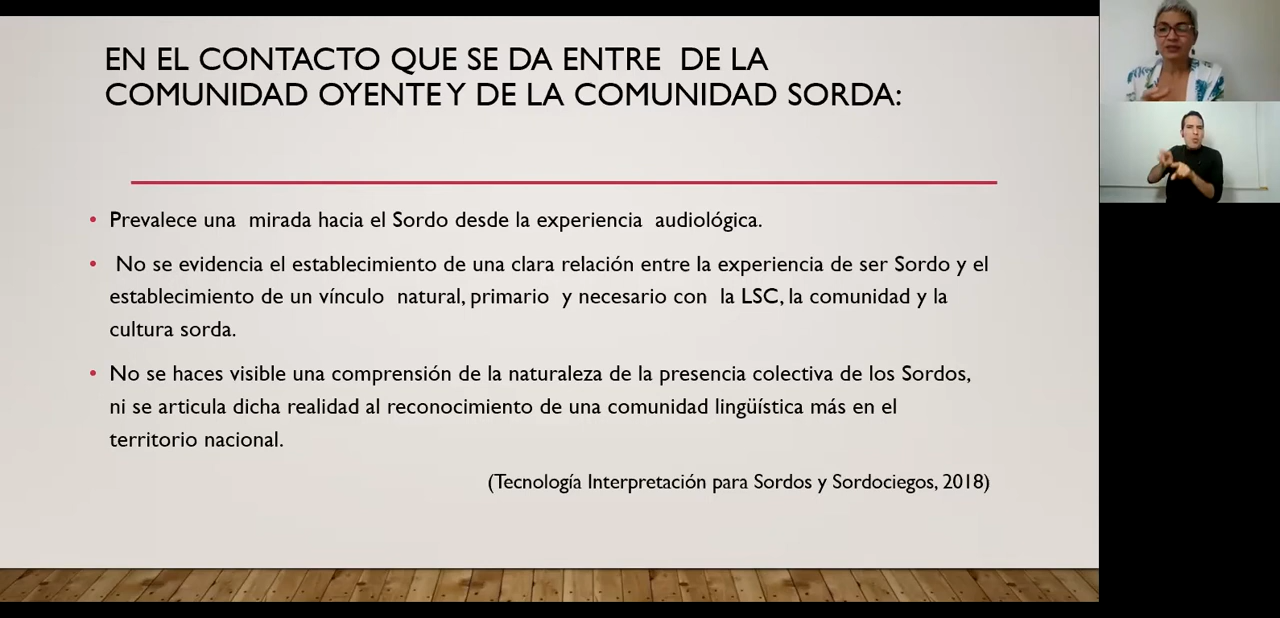 EN EL CONTACTO QUE SE DA ENTRE DE LA
COMUNIDAD OYENTE Y DE LA COMUNIDAD SORDA:
• Prevalece una mirada hacia el Sordo desde la experiencia audiológica.
• No se evidencia el establecimiento de una clara relación entre la experiencia de ser Sordo y el
establecimiento de un vínculo natural, primario y necesario con la LSC, la comunidad y la
cultura sorda.
• No se haces visible una comprensión de la naturaleza de la presencia colectiva de los Sordos,
ni se articula dicha realidad al reconocimiento de una comunidad lingüística más en el
territorio nacional.
(Tecnología Interpretación para Sordos y Sordociegos, 2018)